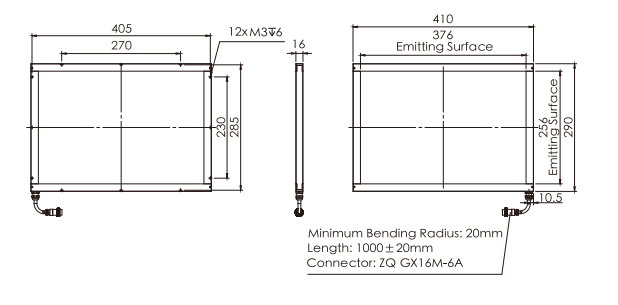 405
270
12x M3↧6
230
285
16
410
376
Emitting Surface
256
Emitting Surface
290
10.5
Minimum Bending Radius: 20mm
Length: 1000±20mm
Connector: ZQ GX16M-6A